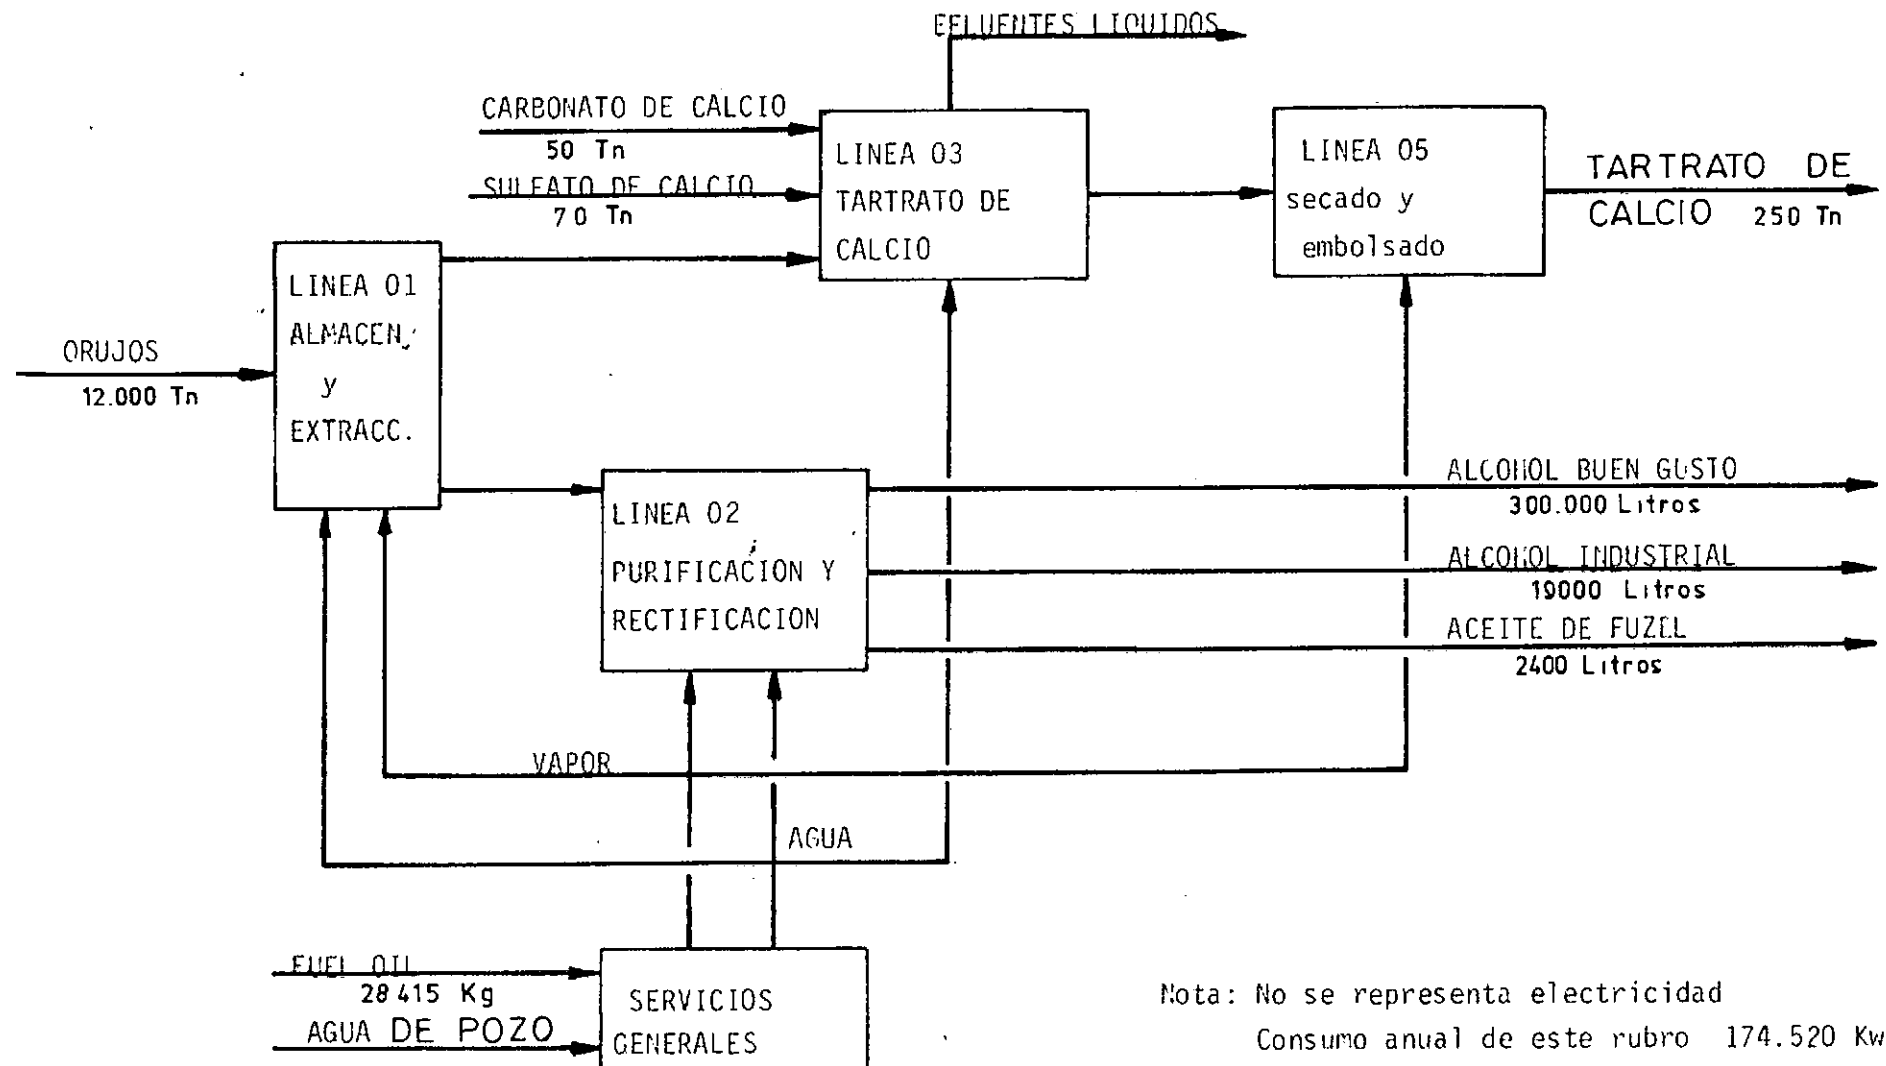 EFLUENTES LIQUIDOS
CARBONATO DE CALCIO
50 Tn
SULFATO DE CALCIO
70 Tn
LINEA 03
TARTRATO DE
CALCIO
LINEA 05
secado y
embolsado
TARTRATO DE
CALCIO 250 Tn
LINEA 01
ALMACEN.
y
EXTRACC.
ORUJOS
12.000 Tn
LINEA 02
PURIFICACION Y
RECTIFICACION
ALCOHOL BUEN GUSTO
300.000 Litros
ALCOHOL INDUSTRIAL
19000 Litros
ACEITE DE FUZEL
2400 Litros
VAPOR
AGUA
FUEL OIL
28415 Kg
AGUA DE POZO
SERVICIOS
GENERALES
Nota: No se representa electricidad
Consumo anual de este rubro 174.520 Kw